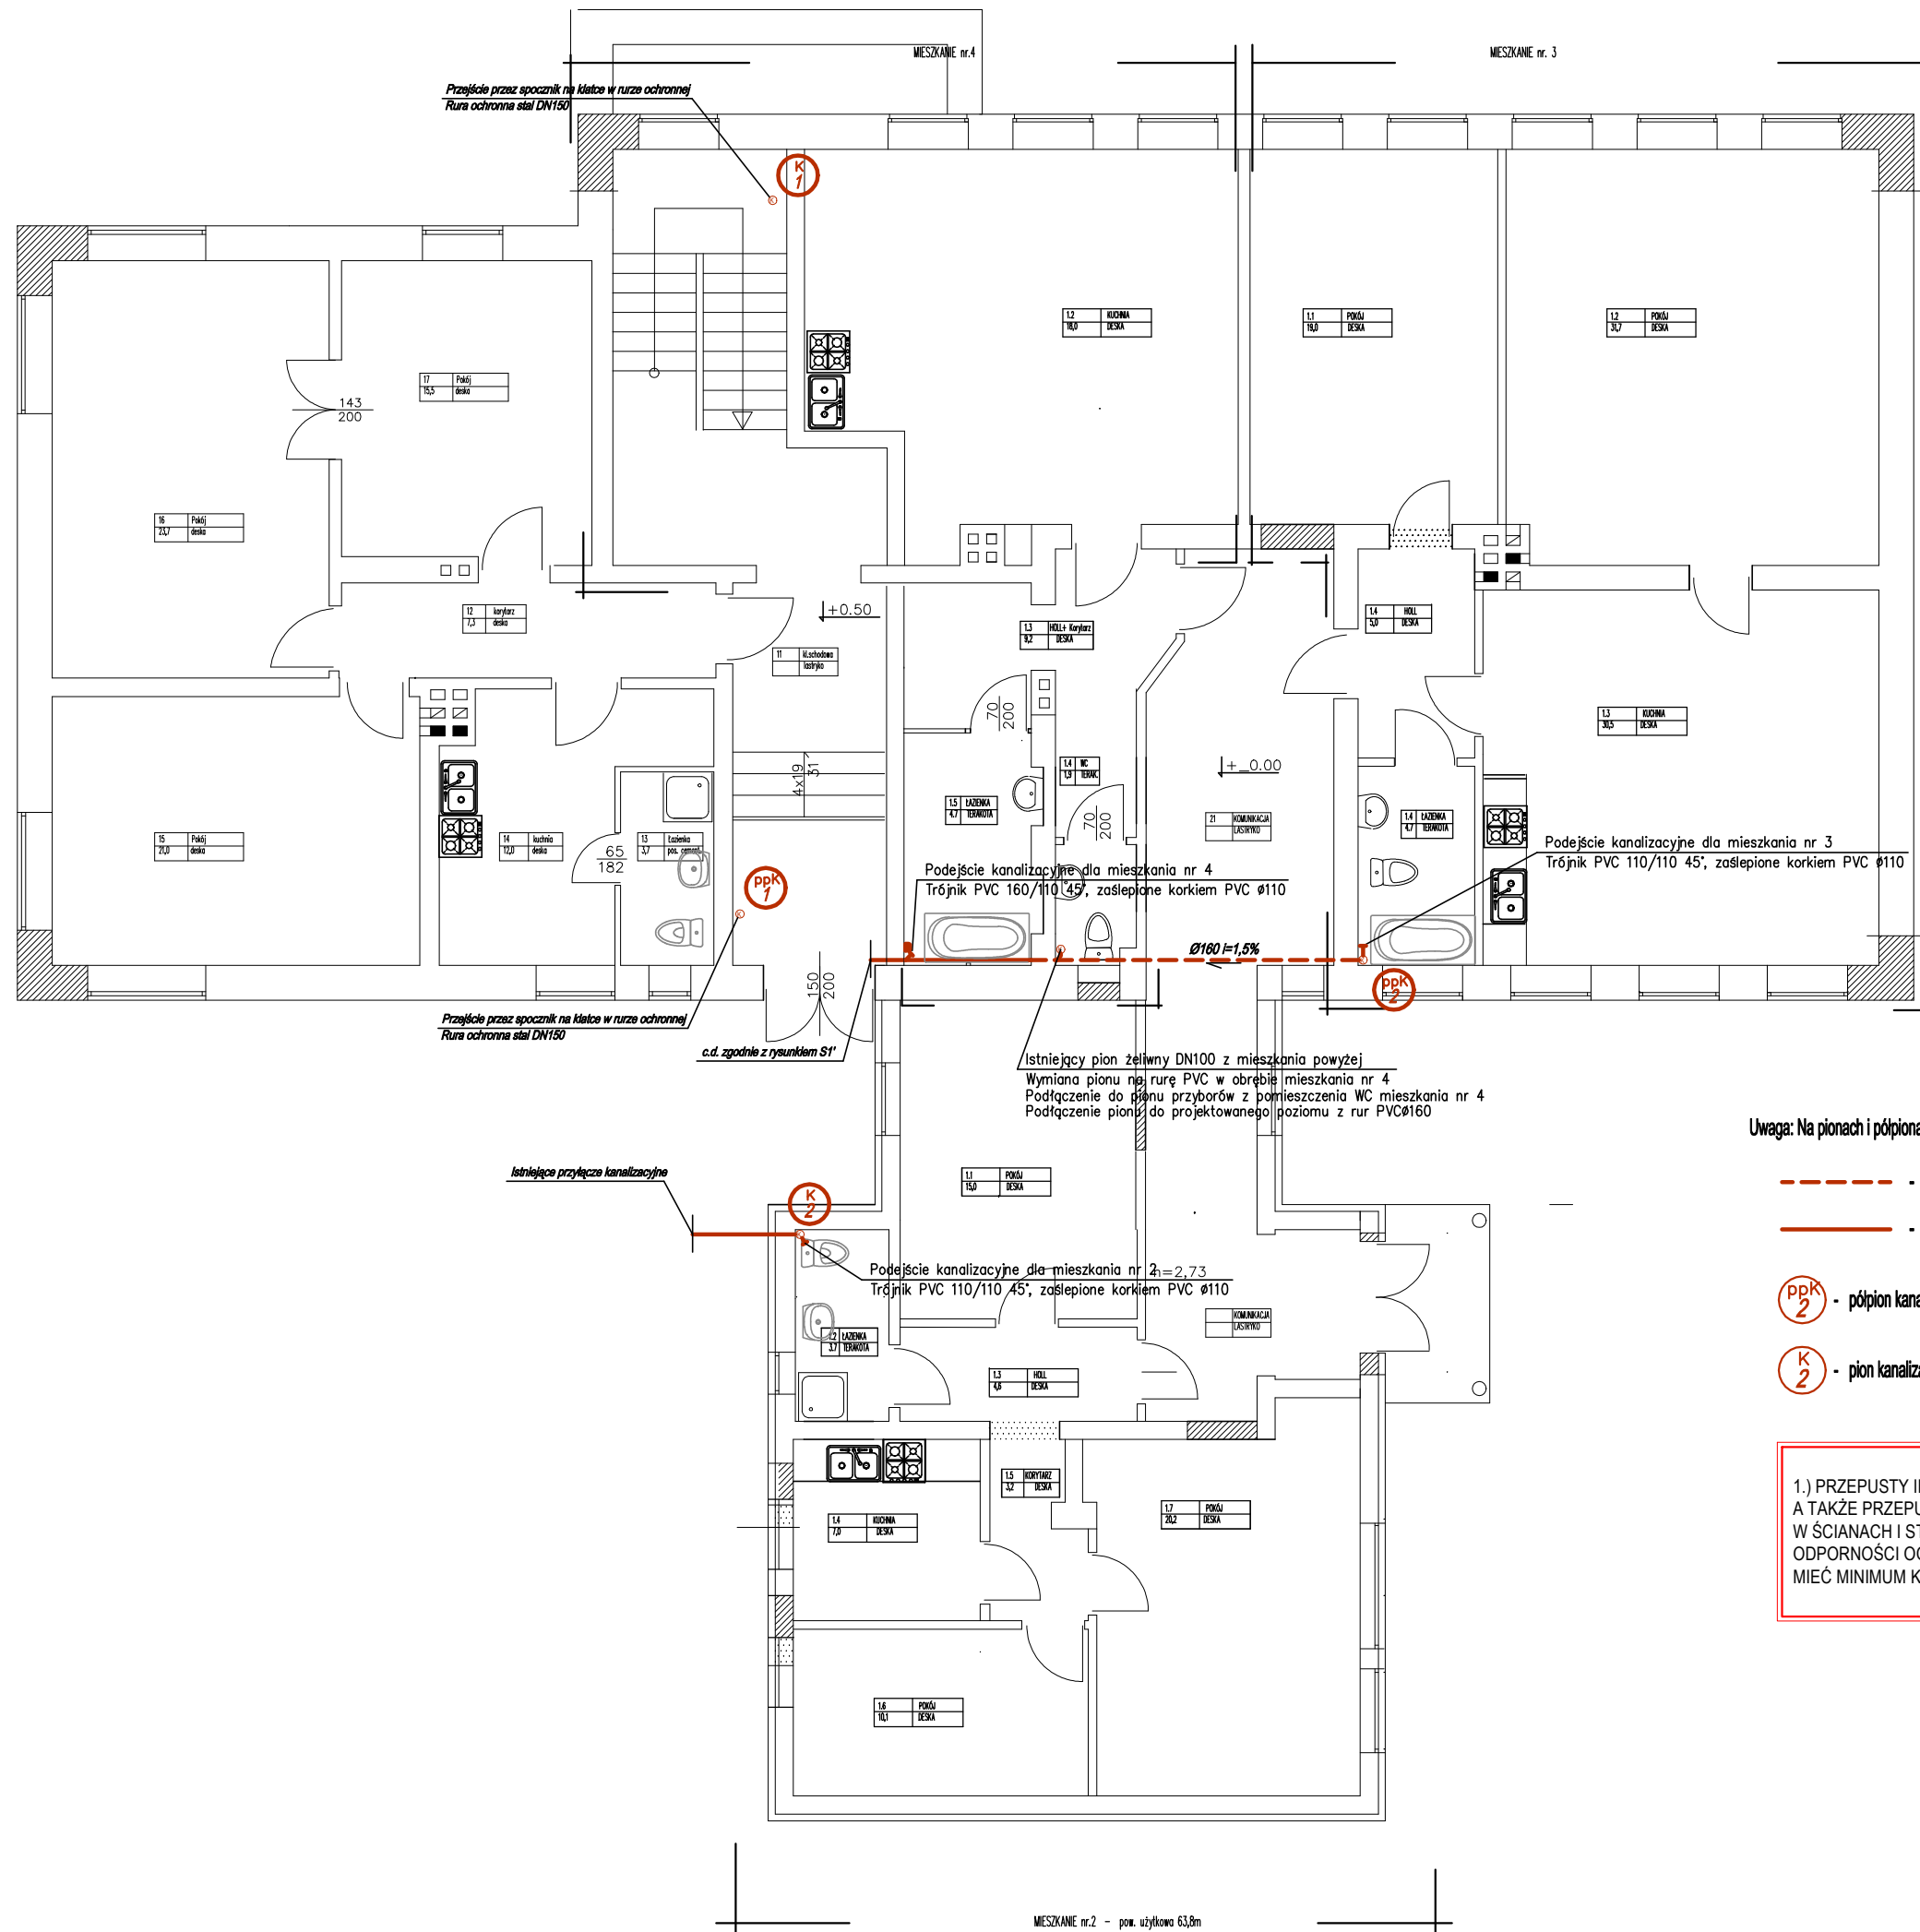 MIESZKANIE nr.4
MIESZKANIE nr. 3
Przejście przez spocznik na klatce w rurze ochronnej
Rura ochronna stal DN150
K
1
1.2 KUCHNIA
18,0 DESKA
1.1 POKÓJ
19,0 DESKA
1.2 POKÓJ
31,7 DESKA
17 Pokój
15,5 deska
143
200
16 Pokój
23,7 deska
12 korytarz
7,3 deska
+0.50
11 kl.schodowa
lastryko
1.3 HOLL+ Korytarz
9,2 DESKA
1.4 HOLL
5,0 DESKA
70
200
1.3 KUCHNIA
30,5 DESKA
4x19
31
1.4 WC
1,9 TERAK.
+_0.00
1.5 ŁAZIENKA
4.7 TERAKOTA
70
200
21 KOMUNIKACJA
LASTRYKO
1.4 ŁAZIENKA
4.7 TERAKOTA
15 Pokój
21,0 deska
14 kuchnia
12,0 deska
65
182
13 Łazienka
3,7 pos. cement
Podejście kanalizacyjne dla mieszkania nr 3
Trójnik PVC 110/110 45°, zaślepione korkiem PVC ø110
Podejście kanalizacyjne dla mieszkania nr 4
Trójnik PVC 160/110 45°, zaślepione korkiem PVC ø110
ppK
1
Ø160 i=1,5%
150
200
ppK
2
Przejście przez spocznik na klatce w rurze ochronnej
Rura ochronna stal DN150
c.d. zgodnie z rysunkiem S1'
Istniejący pion żeliwny DN100 z mieszkania powyżej
Wymiana pionu na rurę PVC w obrębie mieszkania nr 4
Podłączenie do pionu przyborów z pomieszczenia WC mieszkania nr 4
Podłączenie pionu do projektowanego poziomu z rur PVCø160
Uwaga: Na pionach i półpiona
Istniejące przyłącze kanalizacyjne
1.1 POKÓJ
15,0 DESKA
K
2
Podejście kanalizacyjne dla mieszkania nr 2
h=2,73
Trójnik PVC 110/110 45°, zaślepione korkiem PVC ø110
ppK
2
- półpion kana
KOMUNIKACJA
LASTRYKO
1.2 ŁAZIENKA
3.7 TERAKOTA
1.3 HOLL
4,6 DESKA
K
2
- pion kanaliza
1.5 KORYTARZ
3,2 DESKA
1.4 KUCHNIA
7,0 DESKA
1.7 POKÓJ
20,2 DESKA
1.) PRZEPUSTY I
A TAKŻE PRZEPU
W ŚCIANACH I ST
ODPORNOŚCI OG
MIEĆ MINIMUM K
1.6 POKÓJ
10,1 DESKA
MIESZKANIE nr.2 - pow. użytkowa 63,8m